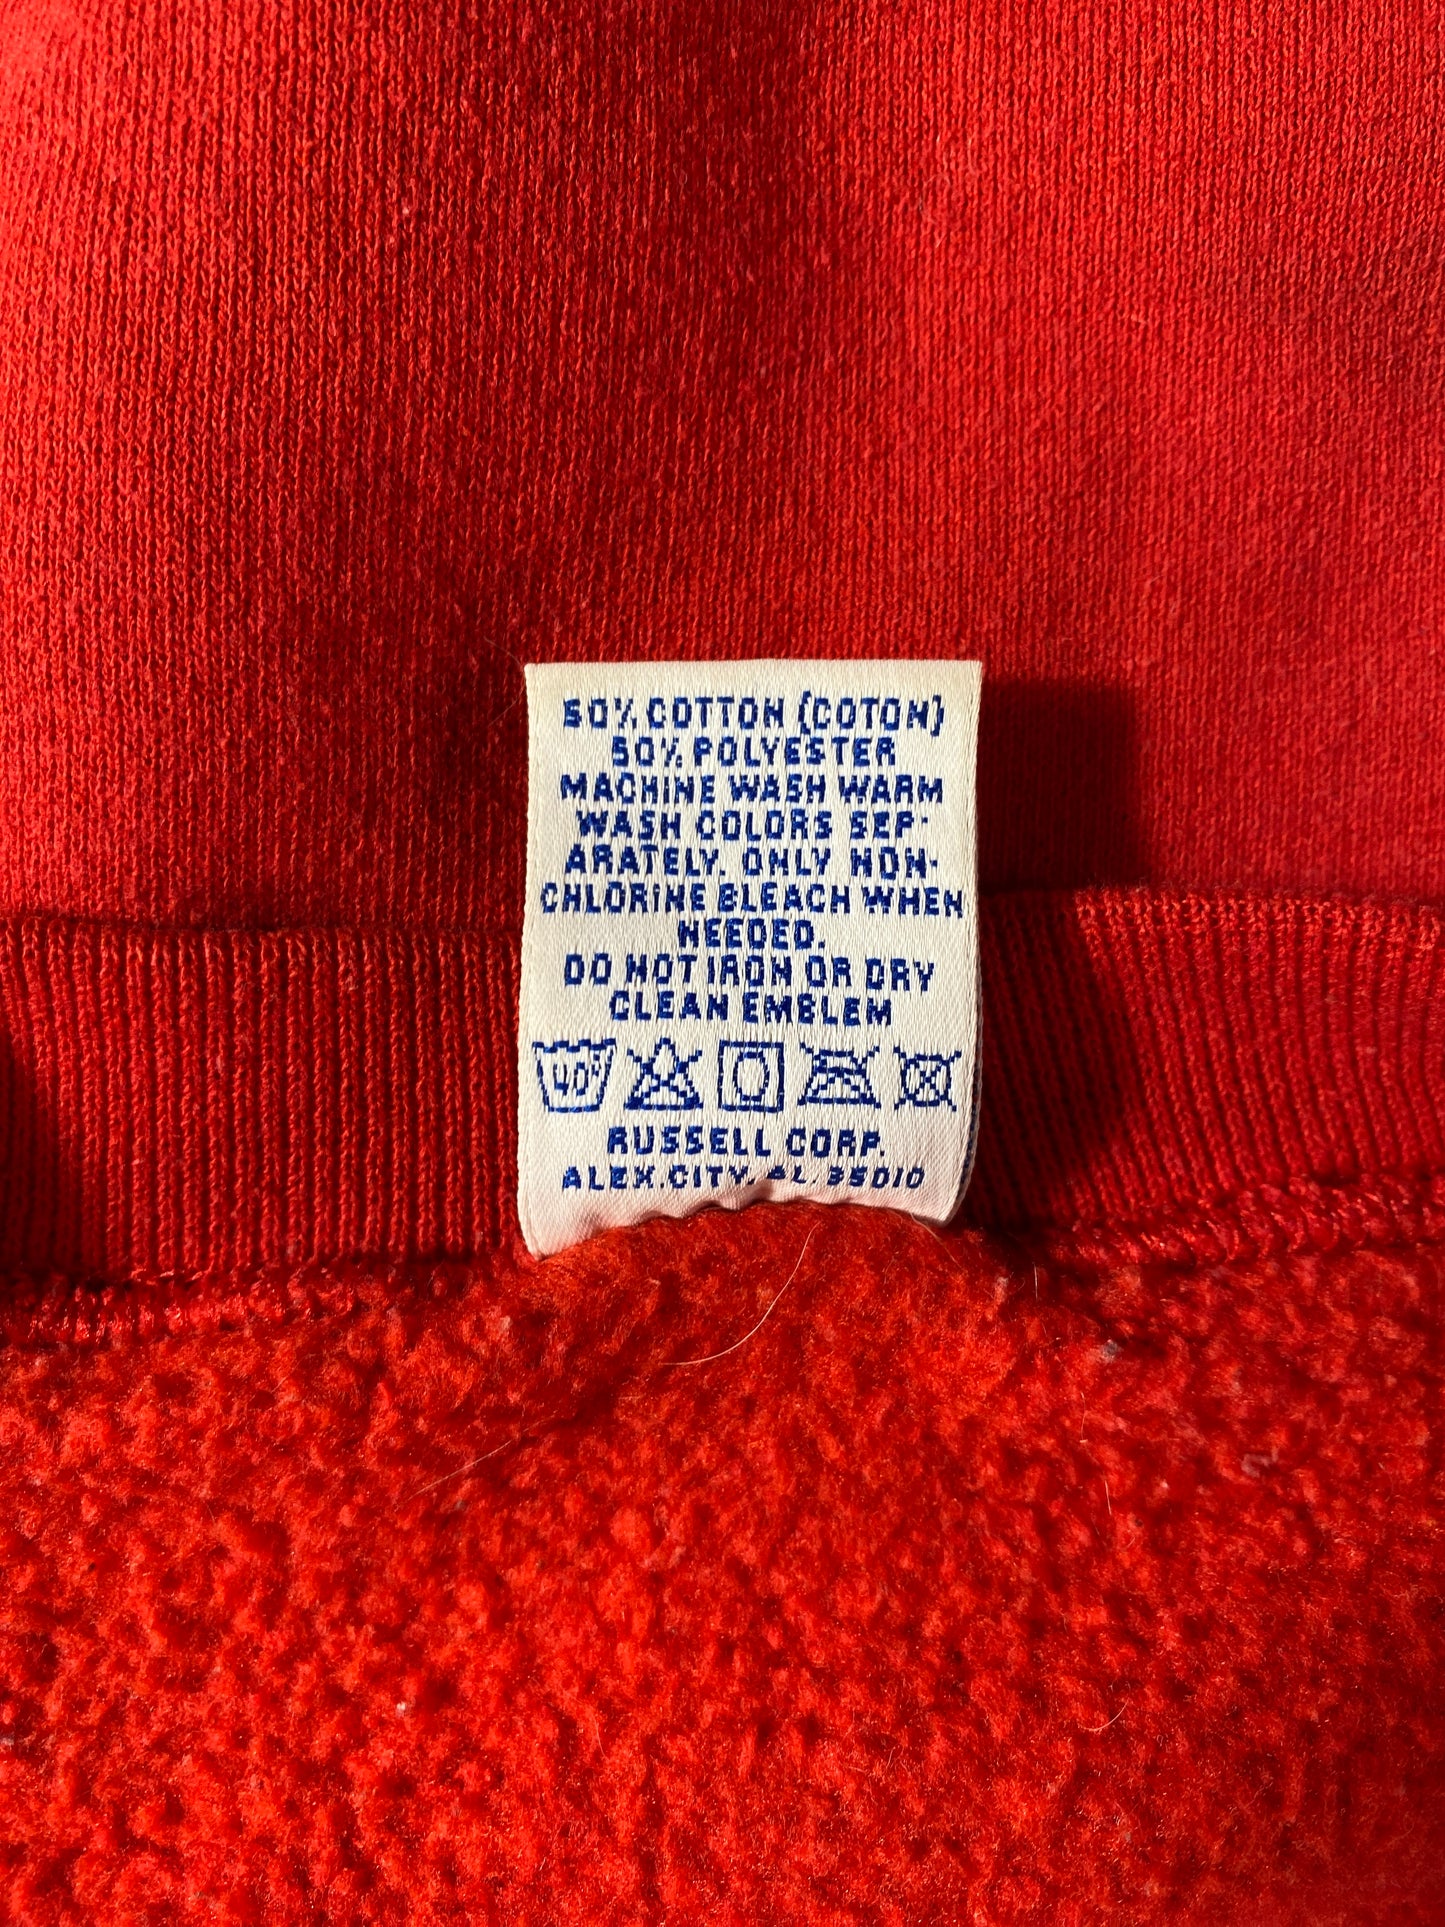 50% COTTON (COTON)
50% POLYESTER
MACHINE WASH WARM
WASH COLORS SEP-
ARATELY. ONLY NON-
CHLORINE BLEACH WHEN
NEEDED.
DO NOT IRON OR DRY
CLEAN EMBLEM
40°
RUSSELL CORP.
ALEX.CITY, AL. 35010